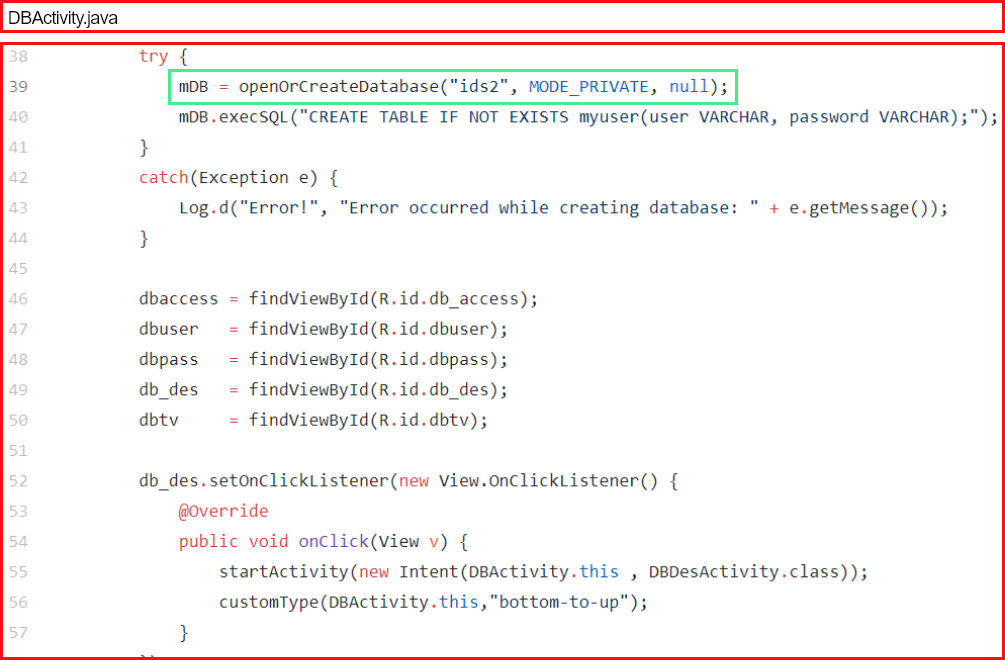 DBActivity.java
38 try {
39 mDB = openOrCreateDatabase("ids2", MODE_PRIVATE, null);
40 mDB.execSQL("CREATE TABLE IF NOT EXISTS myuser(user VARCHAR, password VARCHAR);");
41 }
42 catch(Exception e) {
43 Log.d("Error!", "Error occurred while creating database: " + e.getMessage());
44 }
45
46 dbaccess = findViewById(R.id.db_access);
47 dbuser = findViewById(R.id.dbuser);
48 dbpass = findViewById(R.id.dbpass);
49 db_des = findViewById(R.id.db_des);
50 dbtv = findViewById(R.id.dbtv);
51
52 db_des.setOnClickListener(new View.OnClickListener() {
53 @Override
54 public void onClick(View v) {
55 startActivity(new Intent(DBActivity.this , DBDesActivity.class));
56 customType(DBActivity.this,"bottom-to-up");
57 }